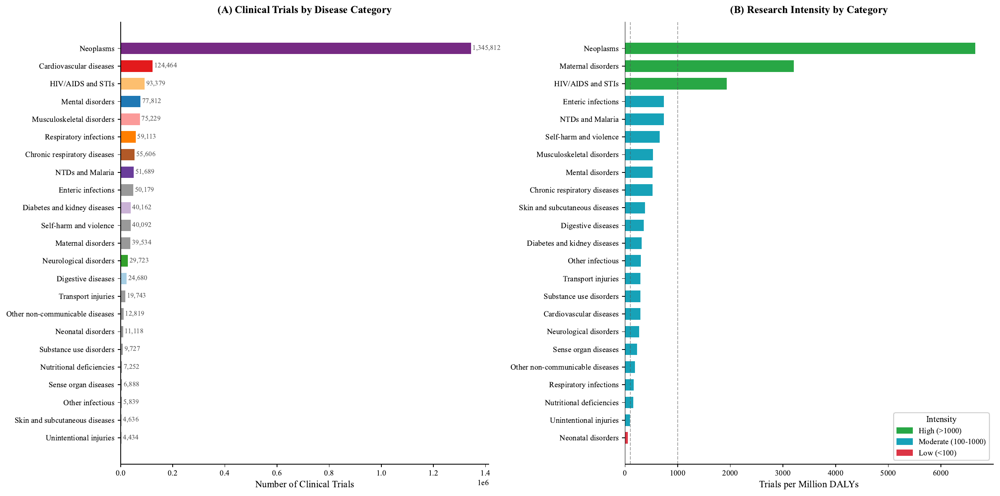 (A) Clinical Trials by Disease Category
Neoplasms 1,345,812
Cardiovascular diseases 124,464
HIV/AIDS and STIs 93,379
Mental disorders 77,812
Musculoskeletal disorders 75,229
Respiratory infections 59,113
Chronic respiratory diseases 55,606
NTDs and Malaria 51,689
Enteric infections 50,179
Diabetes and kidney diseases 40,162
Self-harm and violence 40,092
Maternal disorders 39,534
Neurological disorders 29,723
Digestive diseases 24,680
Transport injuries 19,743
Other non-communicable diseases 12,819
Neonatal disorders 11,118
Substance use disorders 9,727
Nutritional deficiencies 7,252
Sense organ diseases 6,888
Other infectious 5,839
Skin and subcutaneous diseases 4,636
Unintentional injuries 4,434
0.0 0.2 0.4 0.6 0.8 1.0 1.2 1.4
1e6
Number of Clinical Trials
(B) Research Intensity by Category
Neoplasms
Maternal disorders
HIV/AIDS and STIs
Enteric infections
NTDs and Malaria
Self-harm and violence
Musculoskeletal disorders
Mental disorders
Chronic respiratory diseases
Skin and subcutaneous diseases
Digestive diseases
Diabetes and kidney diseases
Other infectious
Transport injuries
Substance use disorders
Cardiovascular diseases
Neurological disorders
Sense organ diseases
Other non-communicable diseases
Respiratory infections
Nutritional deficiencies
Unintentional injuries
Neonatal disorders
Intensity
High (>1000)
Moderate (100-1000)
Low (<100)
0 1000 2000 3000 4000 5000 6000
Trials per Million DALYs